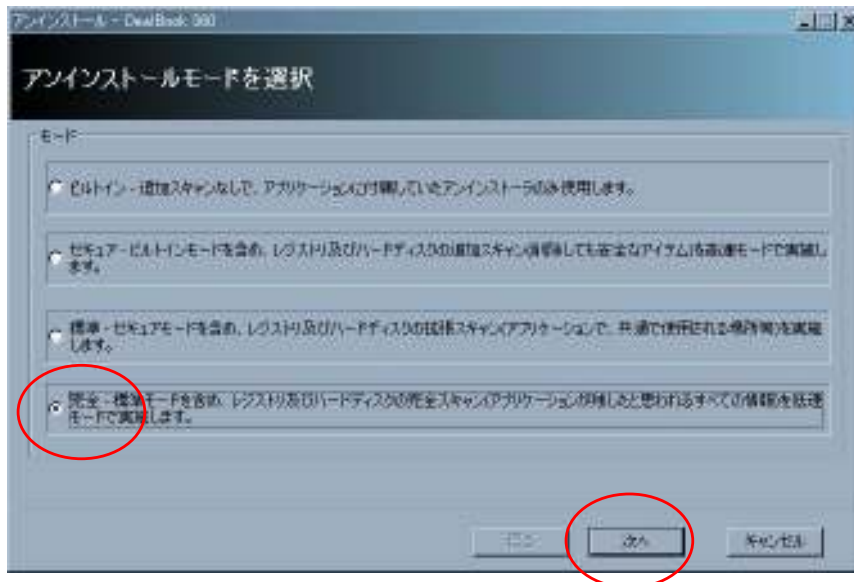 アンインストール - DealBook 360
アンインストールモードを選択
モード
ビルトイン - 追加スキャンなしで、アプリケーションに付属していたアンインストーラのみ使用します。
セキュア - ビルトインモードを含め、レジストリ及びハードディスクの追加スキャン(削除しても安全なアイテム)を高速モードで実施し
ます。
標準 - セキュアモードを含め、レジストリ及びハードディスクの拡張スキャン(アプリケーションで、共通で使用される場所等)を実施
します。
完全 - 標準モードを含め、レジストリ及びハードディスクの完全スキャン(アプリケーションが残したと思われるすべての情報)を低速
モードで実施します。
次へ
キャンセル